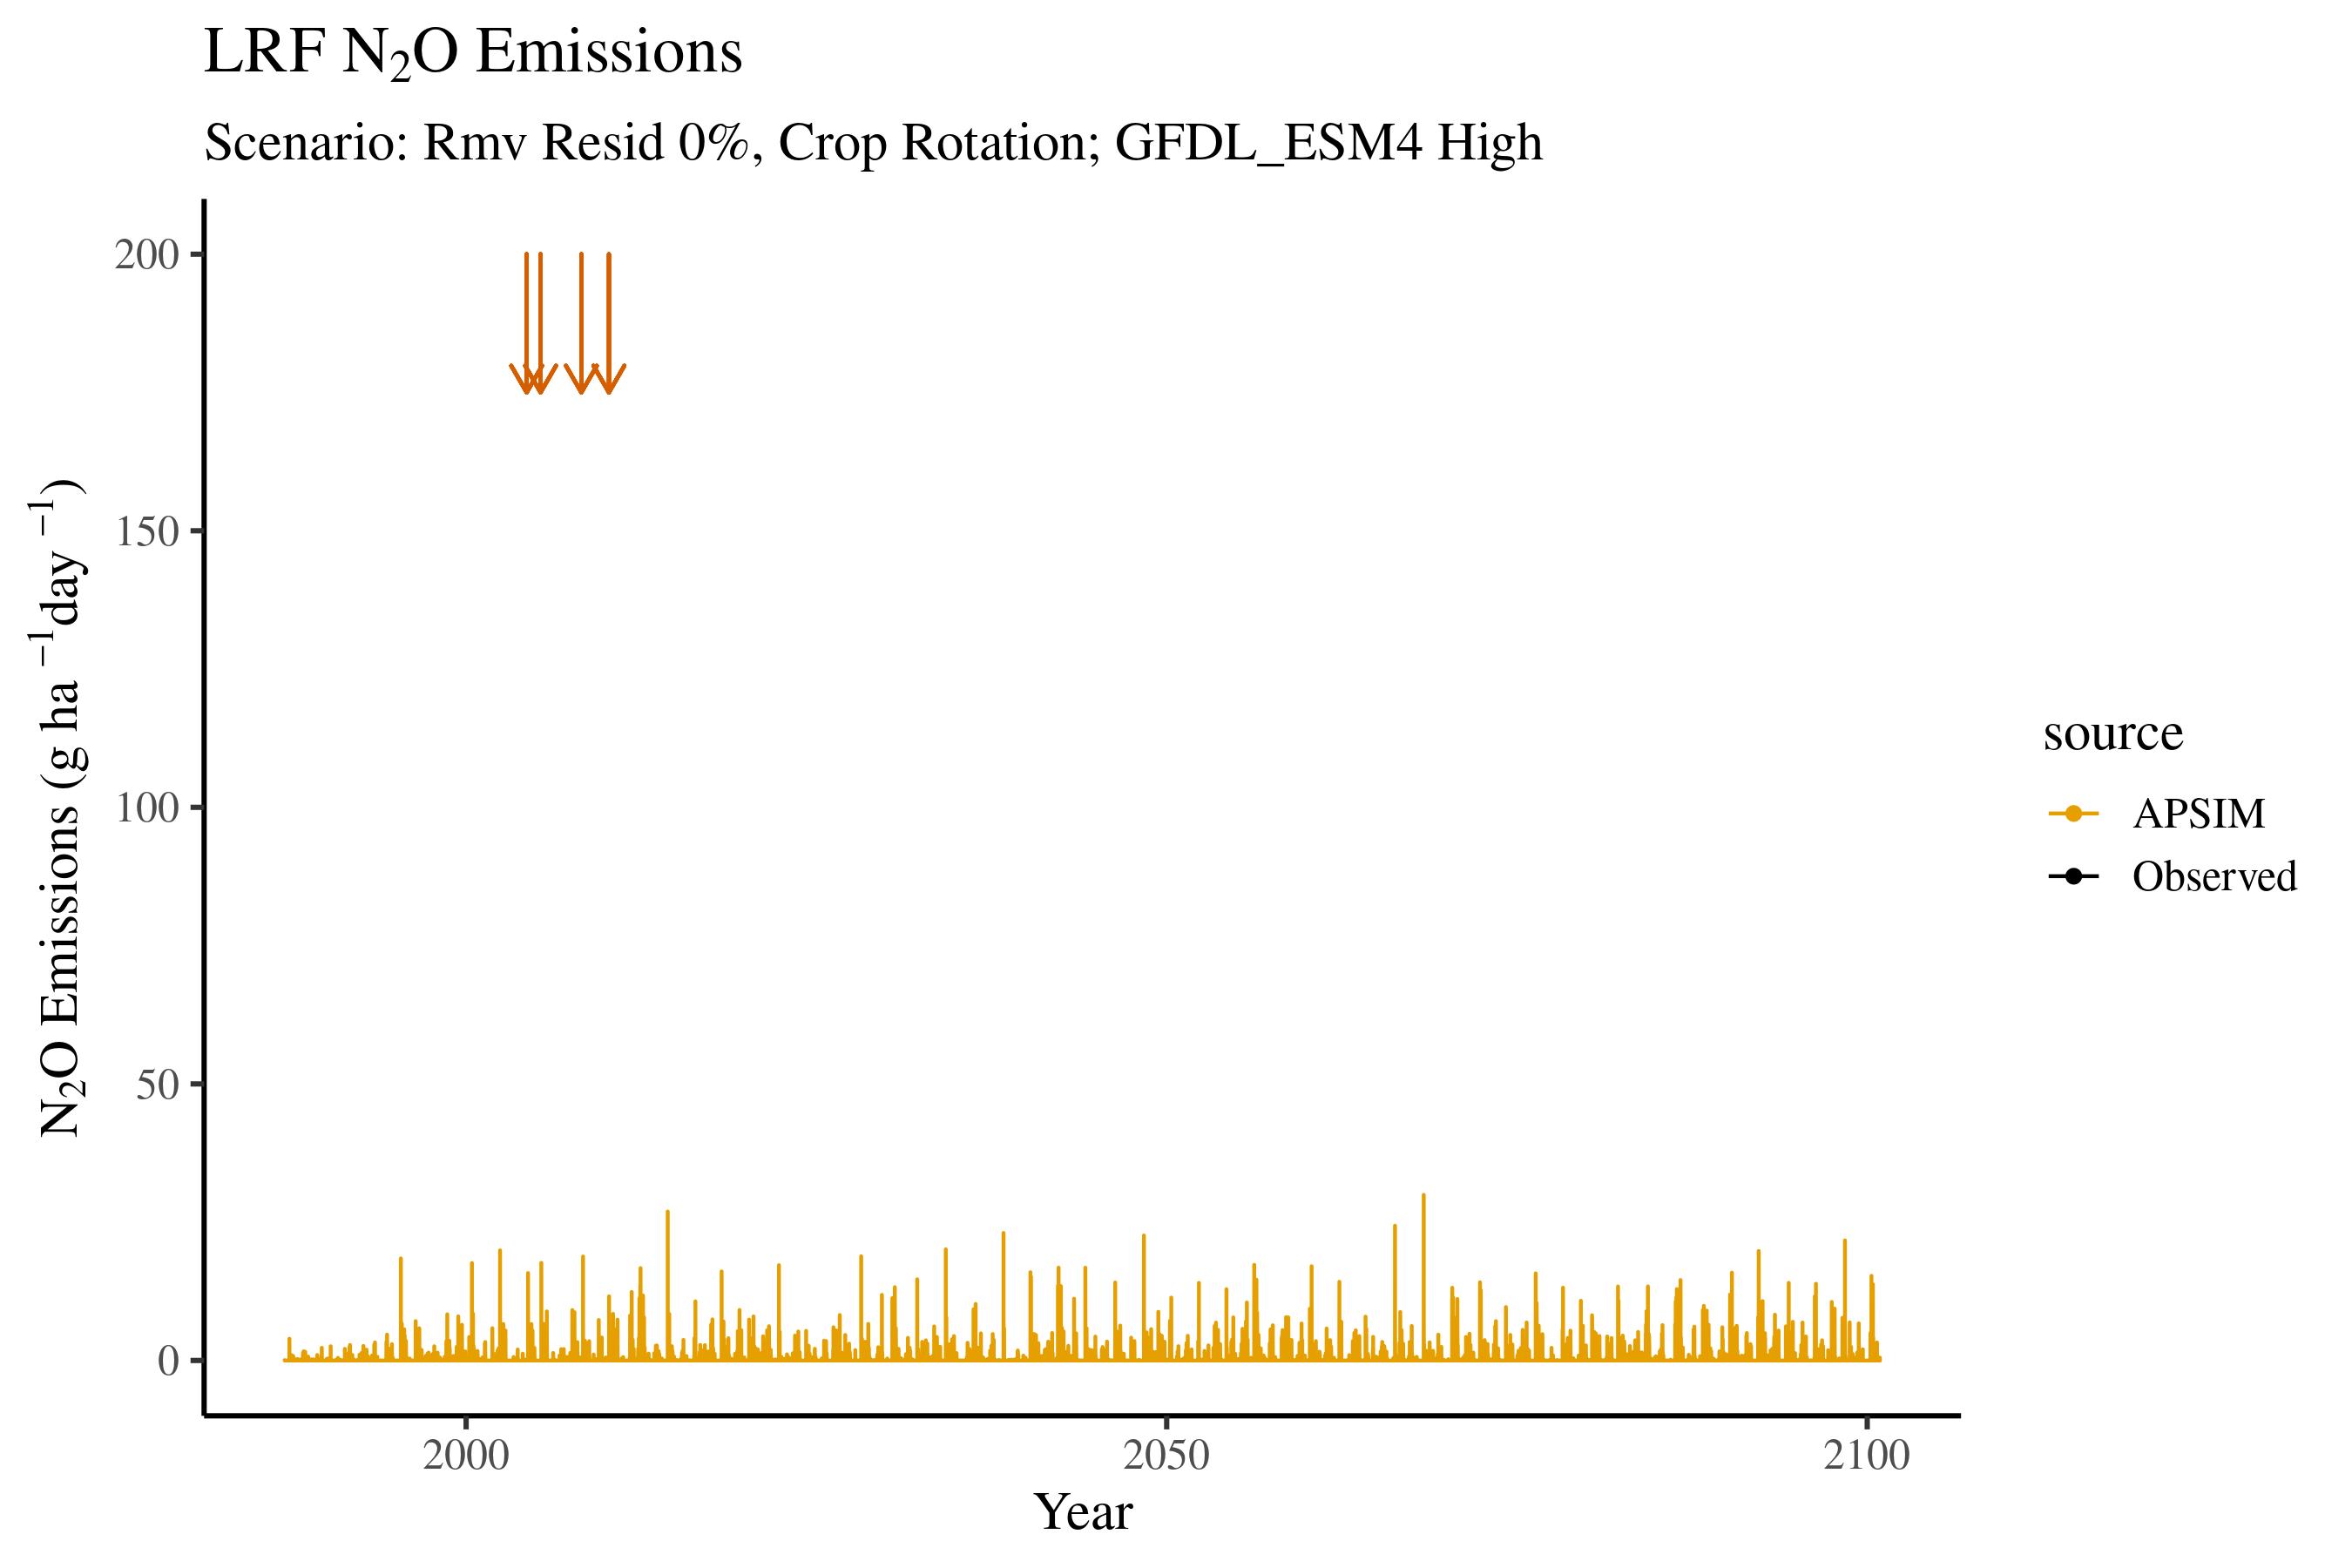 LRF N₂O Emissions
Scenario: Rmv Resid 0%, Crop Rotation; GFDL_ESM4 High
N₂O Emissions (g ha ⁻¹day ⁻¹)
200
150
100
50
0
2000
2050
2100
Year
source
APSIM
Observed